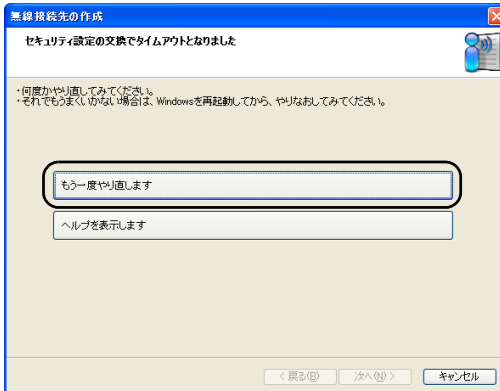 無線接続先の作成
セキュリティ設定の交換でタイムアウトとなりました
・何度かやり直してみてください。
・それでもうまくいかない場合は、Windowsを再起動してから、やりなおしてみてください。
もう一度やり直します
ヘルプを表示します
< 戻る(B)
次へ(N) >
キャンセル